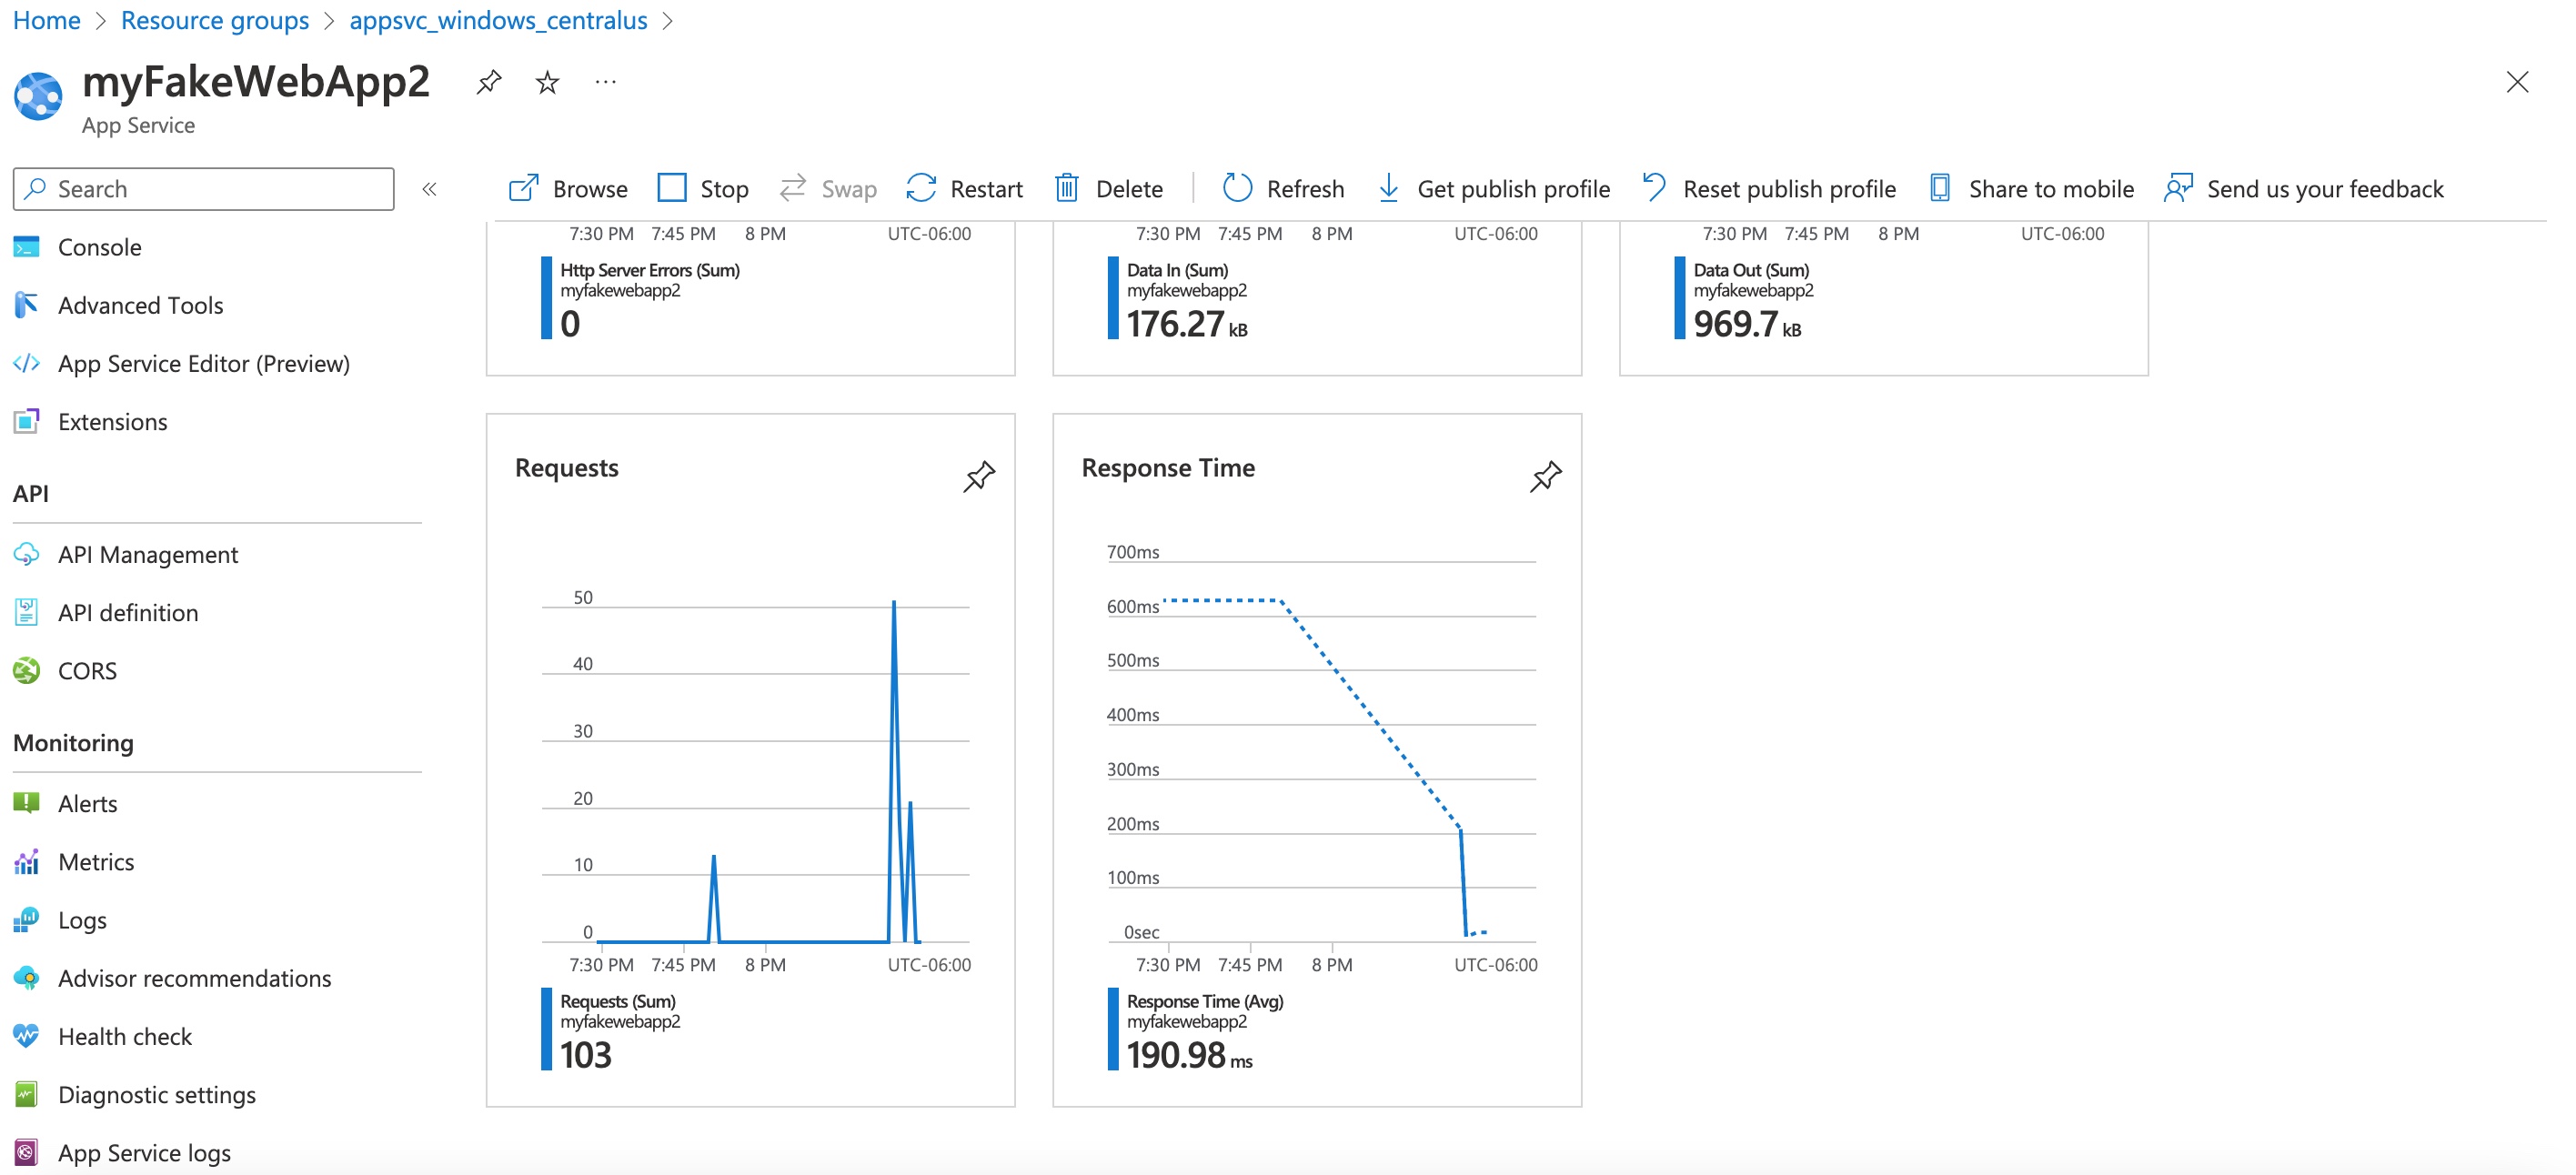 Home > Resource groups > appsvc_windows_centralus >
myFakeWebApp2 ...
App Service
Search «
Browse Stop Swap Restart Delete Refresh Get publish profile Reset publish profile Share to mobile Send us your feedback
Console
Advanced Tools
App Service Editor (Preview)
Extensions
API
API Management
API definition
CORS
Monitoring
Alerts
Metrics
Logs
Advisor recommendations
Health check
Diagnostic settings
App Service logs
7:30 PM 7:45 PM 8 PM UTC-06:00
Http Server Errors (Sum)
myfakewebapp2
0
7:30 PM 7:45 PM 8 PM UTC-06:00
Data In (Sum)
myfakewebapp2
176.27 kB
7:30 PM 7:45 PM 8 PM UTC-06:00
Data Out (Sum)
myfakewebapp2
969.7 kB
Requests
50
40
30
20
10
0
7:30 PM 7:45 PM 8 PM UTC-06:00
Requests (Sum)
myfakewebapp2
103
Response Time
700ms
600ms
500ms
400ms
300ms
200ms
100ms
0sec
7:30 PM 7:45 PM 8 PM UTC-06:00
Response Time (Avg)
myfakewebapp2
190.98 ms